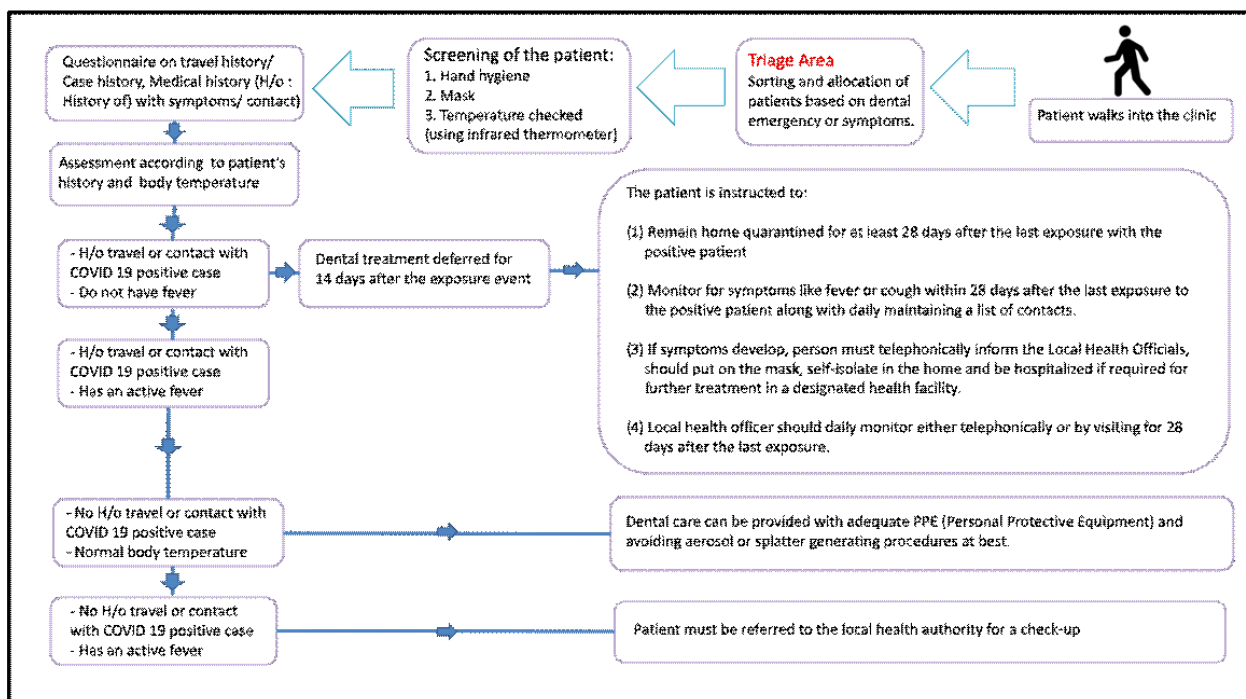 Patient walks into the clinic
Triage Area
Sorting and allocation of
patients based on dental
emergency or symptoms.
Screening of the patient:
1. Hand hygiene
2. Mask
3. Temperature checked
(using infrared thermometer)
Questionnaire on travel history/
Case history, Medical history (H/o :
History of) with symptoms/ contact)
Assessment according to patient's
history and body temperature
- H/o travel or contact with
COVID 19 positive case
- Do not have fever
Dental treatment deferred for
14 days after the exposure event
The patient is instructed to:
(1) Remain home quarantined for at least 28 days after the last exposure with the
positive patient
(2) Monitor for symptoms like fever or cough within 28 days after the last exposure to
the positive patient along with daily maintaining a list of contacts.
(3) If symptoms develop, person must telephonically inform the Local Health Officials,
should put on the mask, self-isolate in the home and be hospitalized if required for
further treatment in a designated health facility.
(4) Local health officer should daily monitor either telephonically or by visiting for 28
days after the last exposure.
- H/o travel or contact with
COVID 19 positive case
- Has an active fever
- No H/o travel or contact with
COVID 19 positive case
- Normal body temperature
Dental care can be provided with adequate PPE (Personal Protective Equipment) and
avoiding aerosol or splatter generating procedures at best.
- No H/o travel or contact
with COVID 19 positive case
- Has an active fever
Patient must be referred to the local health authority for a check-up